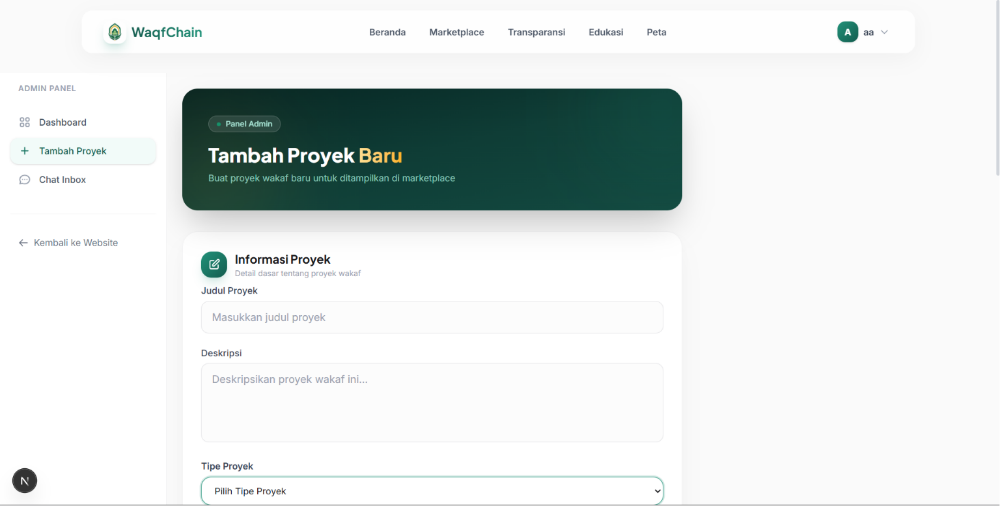 WaqfChain
Beranda Marketplace Transparansi Edukasi Peta
A aa
ADMIN PANEL
Dashboard
Tambah Proyek
Chat Inbox
Kembali ke Website
Panel Admin
Tambah Proyek Baru
Buat proyek wakaf baru untuk ditampilkan di marketplace
Informasi Proyek
Detail dasar tentang proyek wakaf
Judul Proyek
Masukkan judul proyek
Deskripsi
Deskripsikan proyek wakaf ini...
Tipe Proyek
Pilih Tipe Proyek
N